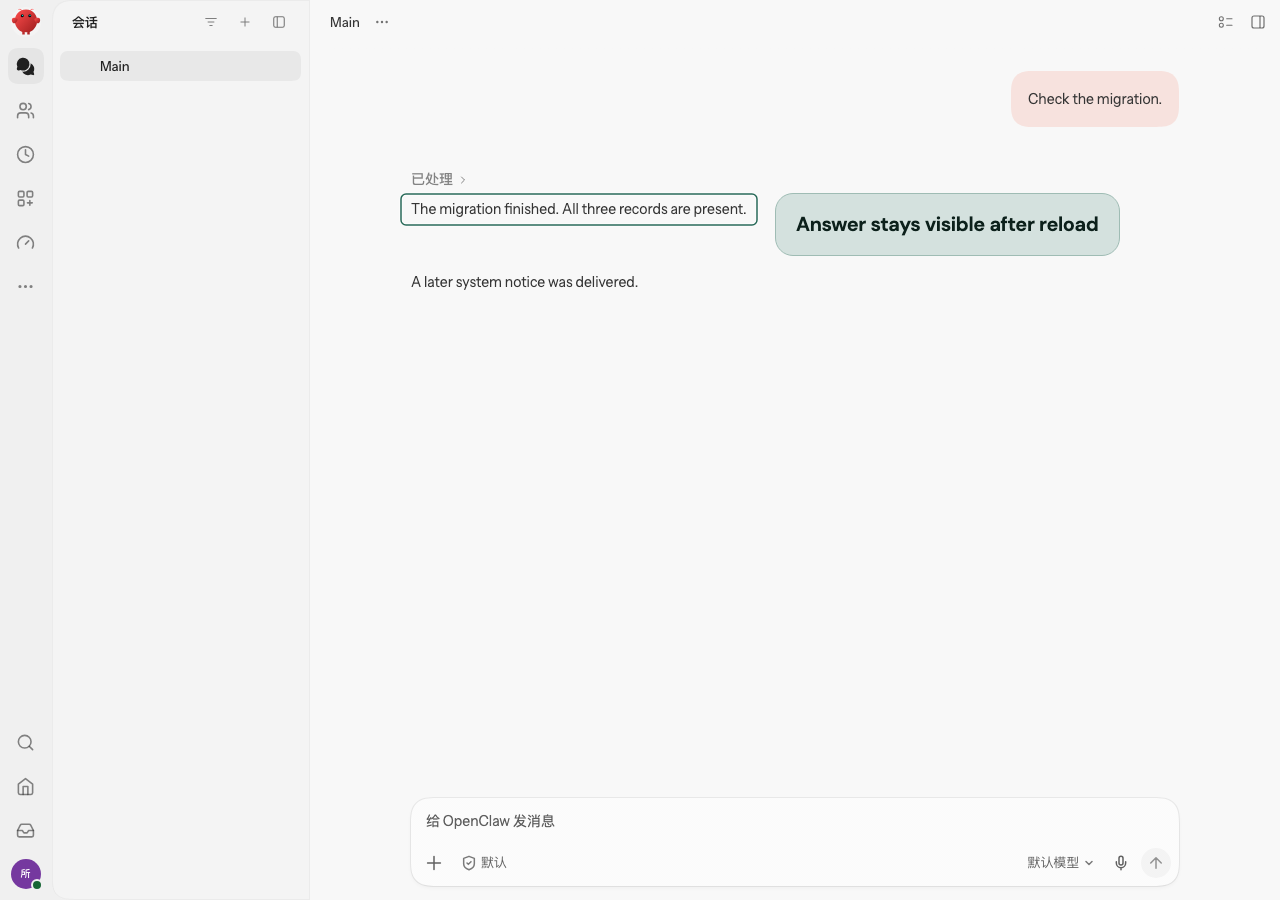 会话
Main
Main
Check the migration.
已处理
The migration finished. All three records are present.
Answer stays visible after reload
A later system notice was delivered.
给 OpenClaw 发消息
默认
默认模型
所